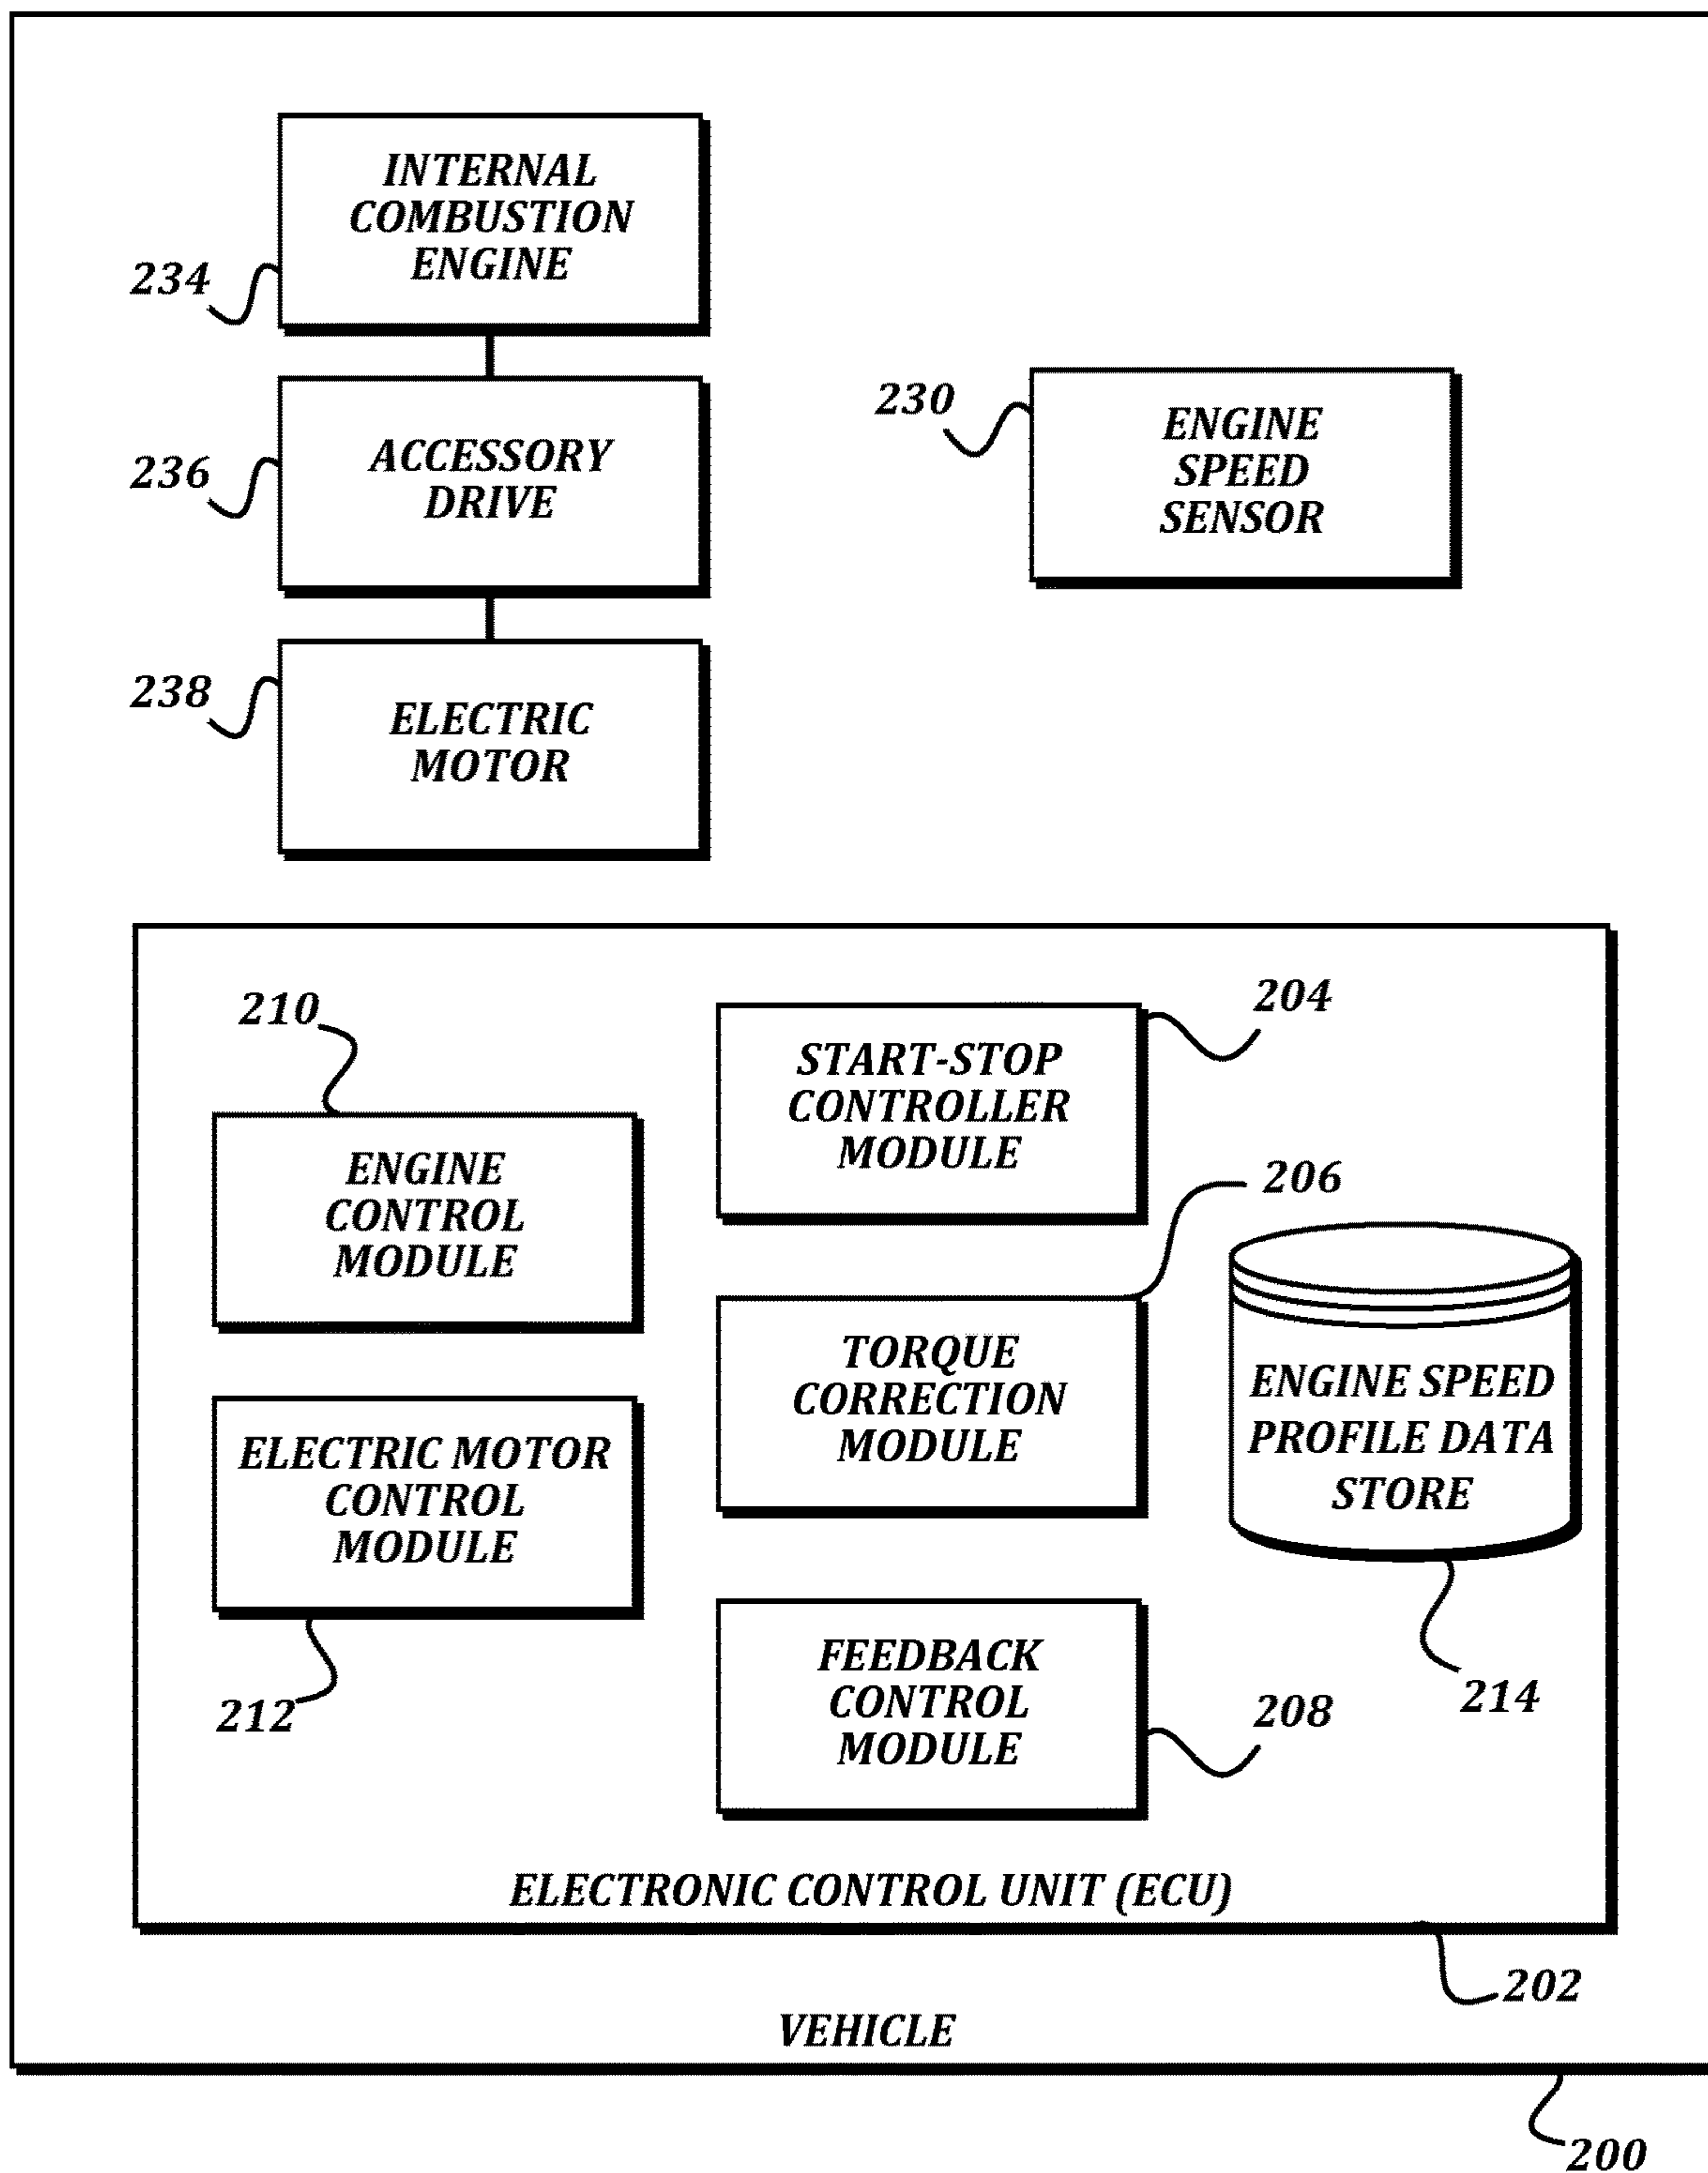 INTERNAL
COMBUSTION
ENGINE
234
ACCESSORY
DRIVE
236
230
ENGINE
SPEED
SENSOR
238
ELECTRIC
MOTOR
210
204
START-STOP
CONTROLLER
MODULE
ENGINE
CONTROL
MODULE
206
TORQUE
CORRECTION
MODULE
ENGINE SPEED
PROFILE DATA
STORE
ELECTRIC MOTOR
CONTROL
MODULE
212
FEEDBACK
CONTROL
MODULE
208
214
ELECTRONIC CONTROL UNIT (ECU)
202
VEHICLE
200